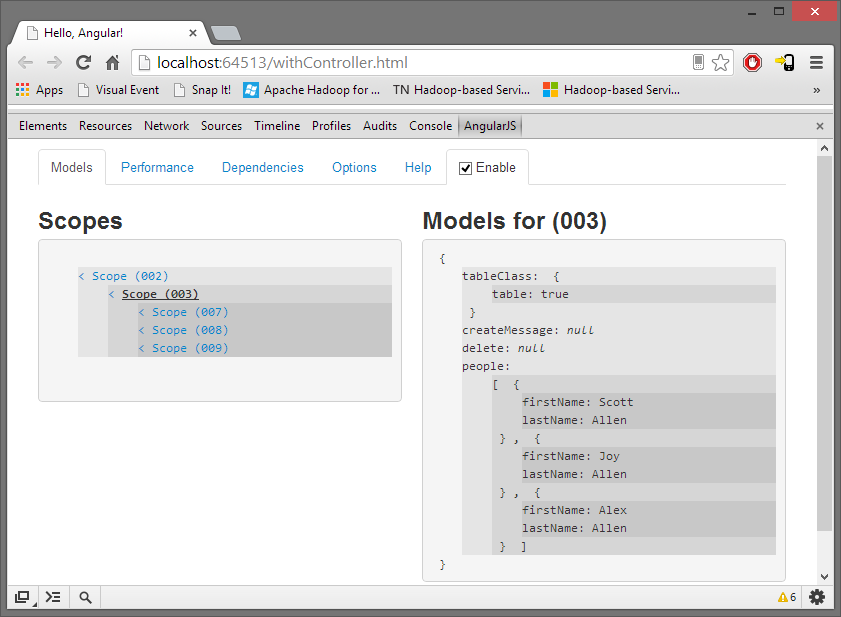 Hello, Angular!
localhost:64513/withController.html
Apps Visual Event Snap It! Apache Hadoop for ... TN Hadoop-based Servi... Hadoop-based Servi... »
Elements Resources Network Sources Timeline Profiles Audits Console AngularJS
Models Performance Dependencies Options Help Enable
Scopes
< Scope (002)
< Scope (003)
< Scope (007)
< Scope (008)
< Scope (009)
Models for (003)
{
tableClass: {
table: true
}
createMessage: null
delete: null
people:
[ {
firstName: Scott
lastName: Allen
} , {
firstName: Joy
lastName: Allen
} , {
firstName: Alex
lastName: Allen
} ]
}
6